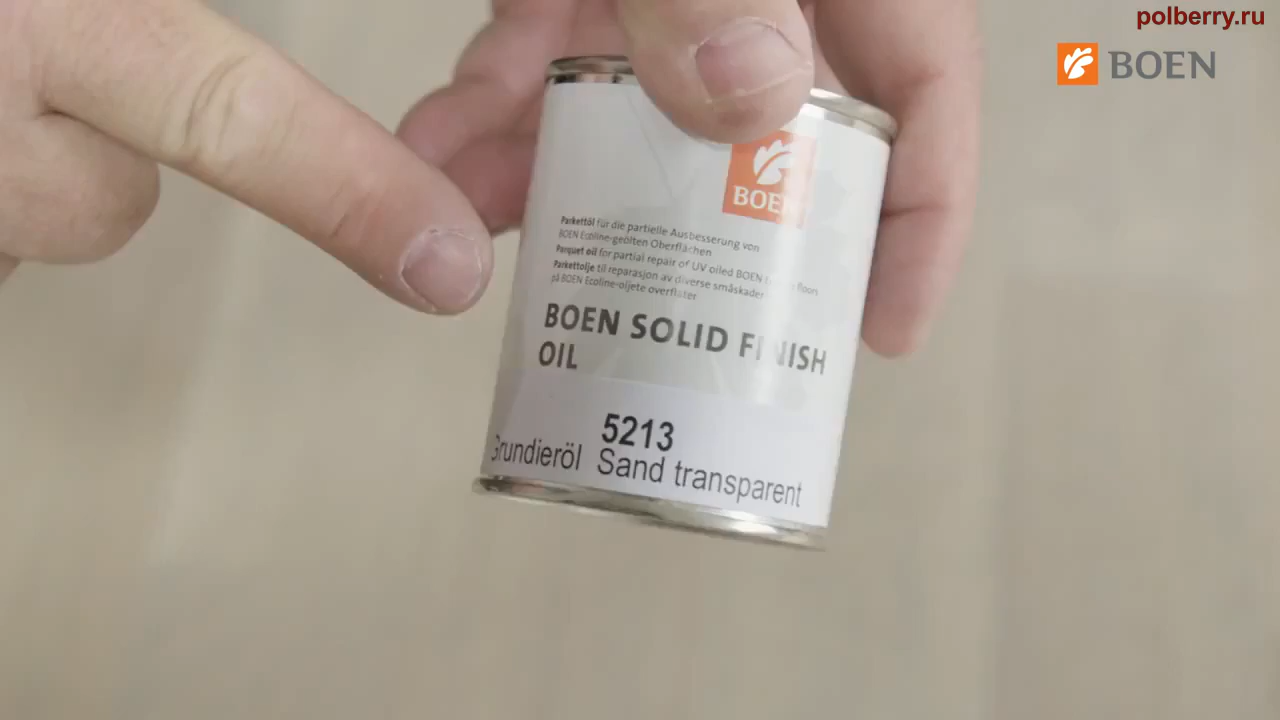 polberry.ru
BOEN
BOEN
Parkettöl für die partielle Ausbesserung von
BOEN Ecoline-geölten Oberflächen
Parquet oil for partial repair of UV oiled BOEN floors
Parkettolje til reparasjon av diverse småskader
på BOEN Ecoline-oljete overflater
BOEN SOLID FINISH
OIL
5213
Grundieröl Sand transparent